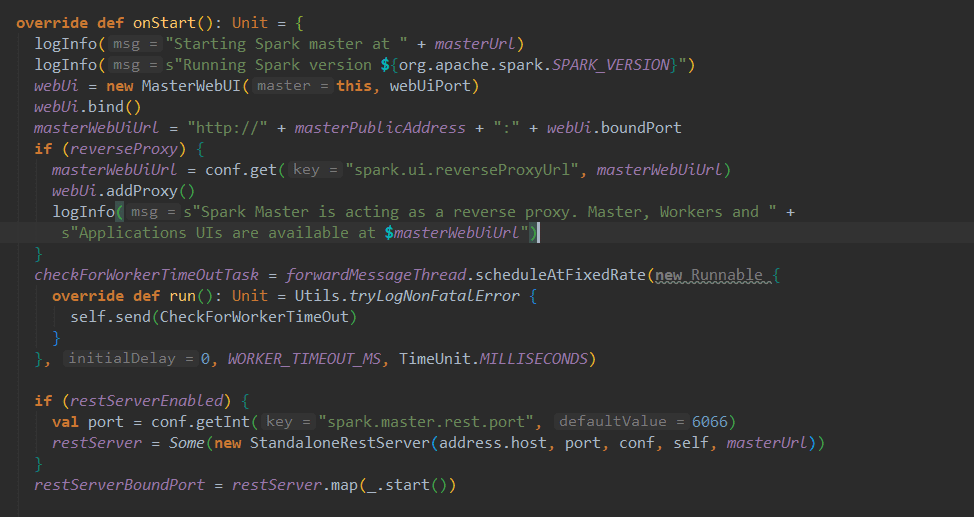 override def onStart(): Unit = {
logInfo( msg = "Starting Spark master at " + masterUrl)
logInfo( msg = s"Running Spark version ${org.apache.spark.SPARK_VERSION}")
webUi = new MasterWebUI( master = this, webUiPort)
webUi.bind()
masterWebUiUrl = "http://" + masterPublicAddress + ":" + webUi.boundPort
if (reverseProxy) {
masterWebUiUrl = conf.get( key = "spark.ui.reverseProxyUrl", masterWebUiUrl)
webUi.addProxy()
logInfo( msg = s"Spark Master is acting as a reverse proxy. Master, Workers and " +
s"Applications UIs are available at $masterWebUiUrl")
}
checkForWorkerTimeOutTask = forwardMessageThread.scheduleAtFixedRate(new Runnable {
override def run(): Unit = Utils.tryLogNonFatalError {
self.send(CheckForWorkerTimeOut)
}
}, initialDelay = 0, WORKER_TIMEOUT_MS, TimeUnit.MILLISECONDS)
if (restServerEnabled) {
val port = conf.getInt( key = "spark.master.rest.port", defaultValue = 6066)
restServer = Some(new StandaloneRestServer(address.host, port, conf, self, masterUrl))
}
restServerBoundPort = restServer.map(_.start())